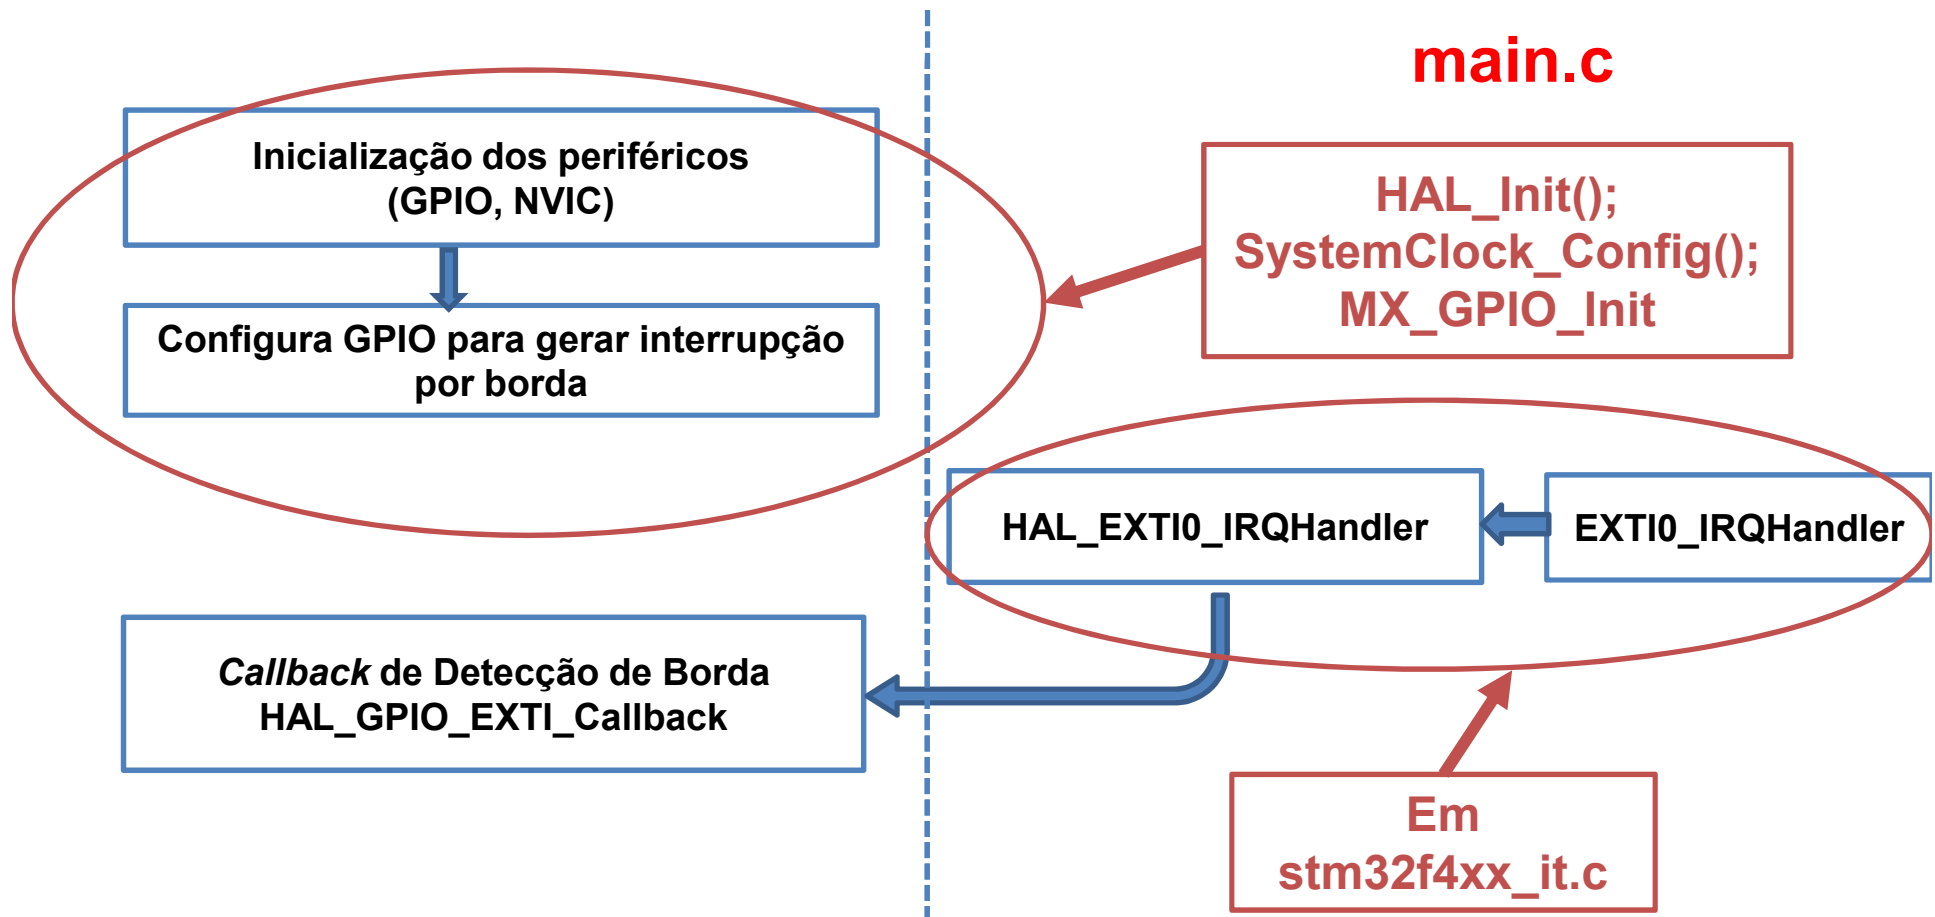 main.c
Inicialização dos periféricos
(GPIO, NVIC)
HAL_Init();
SystemClock_Config();
MX_GPIO_Init
Configura GPIO para gerar interrupção
por borda
HAL_EXTI0_IRQHandler
EXTI0_IRQHandler
Callback de Detecção de Borda
HAL_GPIO_EXTI_Callback
Em
stm32f4xx_it.c